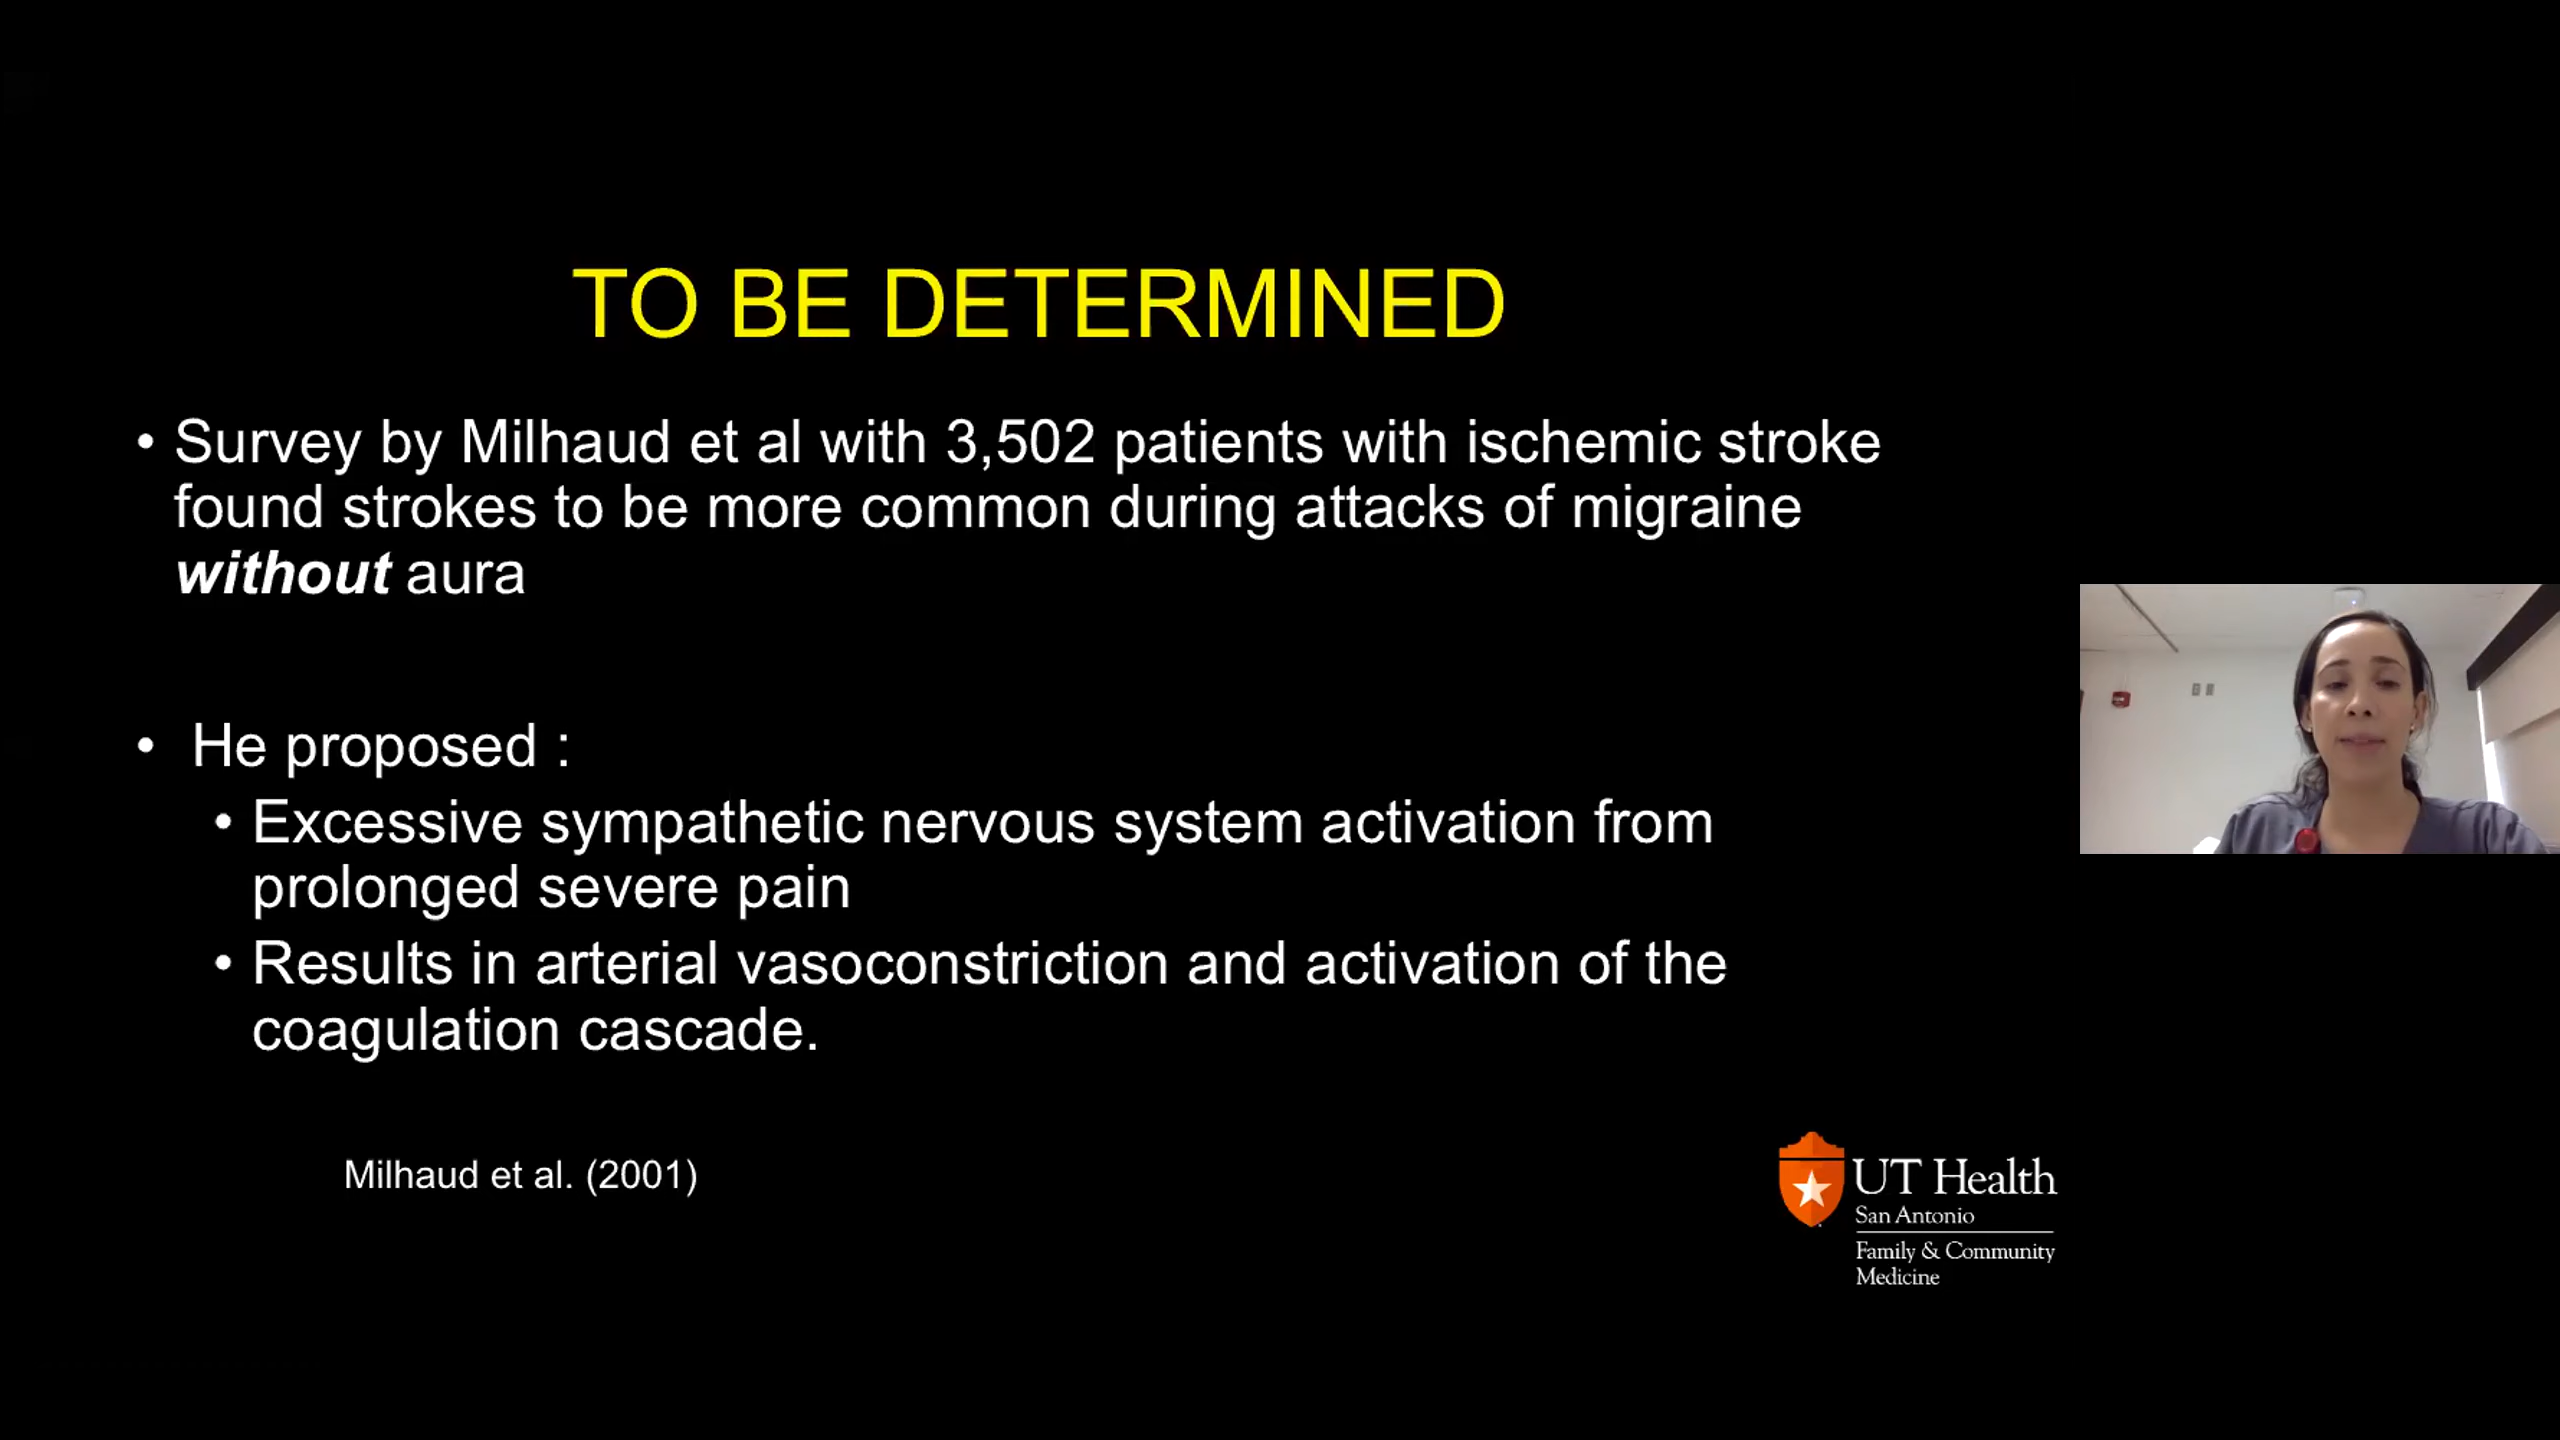 TO BE DETERMINED
• Survey by Milhaud et al with 3,502 patients with ischemic stroke
found strokes to be more common during attacks of migraine
without aura
• He proposed :
• Excessive sympathetic nervous system activation from
prolonged severe pain
• Results in arterial vasoconstriction and activation of the
coagulation cascade.
Milhaud et al. (2001)
UT Health
San Antonio
Family & Community
Medicine